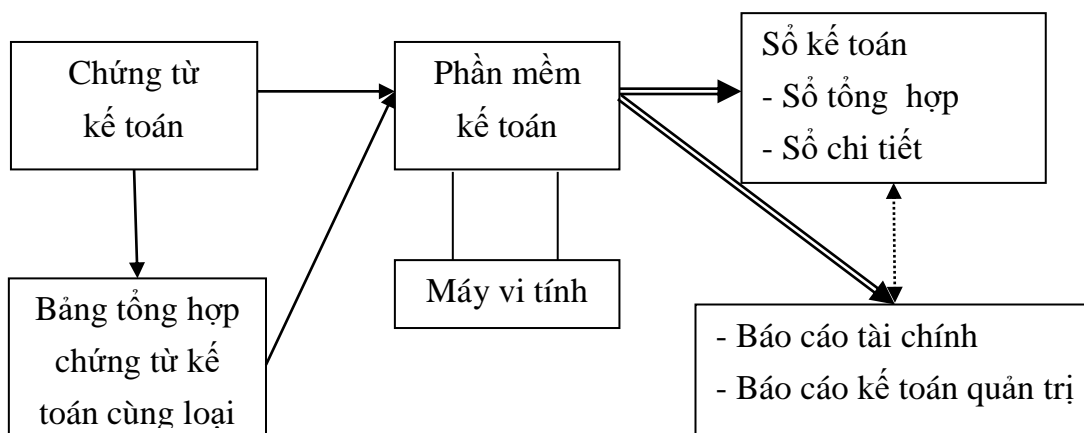 Chứng từ
kế toán
Phần mềm
kế toán
Sổ kế toán
- Sổ tổng hợp
- Sổ chi tiết
Bảng tổng hợp
chứng từ kế
toán cùng loại
Máy vi tính
- Báo cáo tài chính
- Báo cáo kế toán quản trị